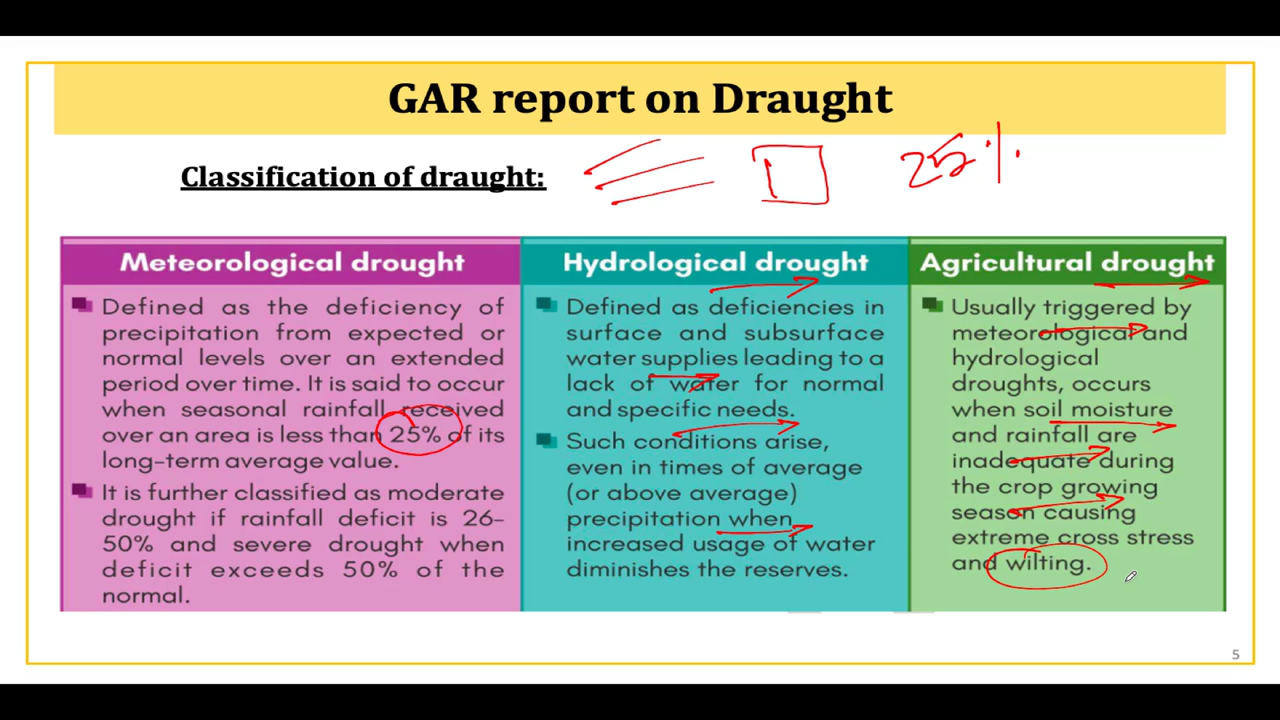 GAR report on Draught
Classification of draught:
25%
Meteorological drought
Defined as the deficiency of
precipitation from expected or
normal levels over an extended
period over time. It is said to occur
when seasonal rainfall received
over an area is less than 25% of its
long-term average value.
It is further classified as moderate
drought if rainfall deficit is 26-
50% and severe drought when
deficit exceeds 50% of the
normal.
Hydrological drought
Defined as deficiencies in
surface and subsurface
water supplies leading to a
lack of water for normal
and specific needs.
Such conditions arise,
even in times of average
(or above average)
precipitation when
increased usage of water
diminishes the reserves.
Agricultural drought
Usually triggered by
meteorological and
hydrological
droughts, occurs
when soil moisture
and rainfall are
inadequate during
the crop growing
season causing
extreme cross stress
and wilting.
5